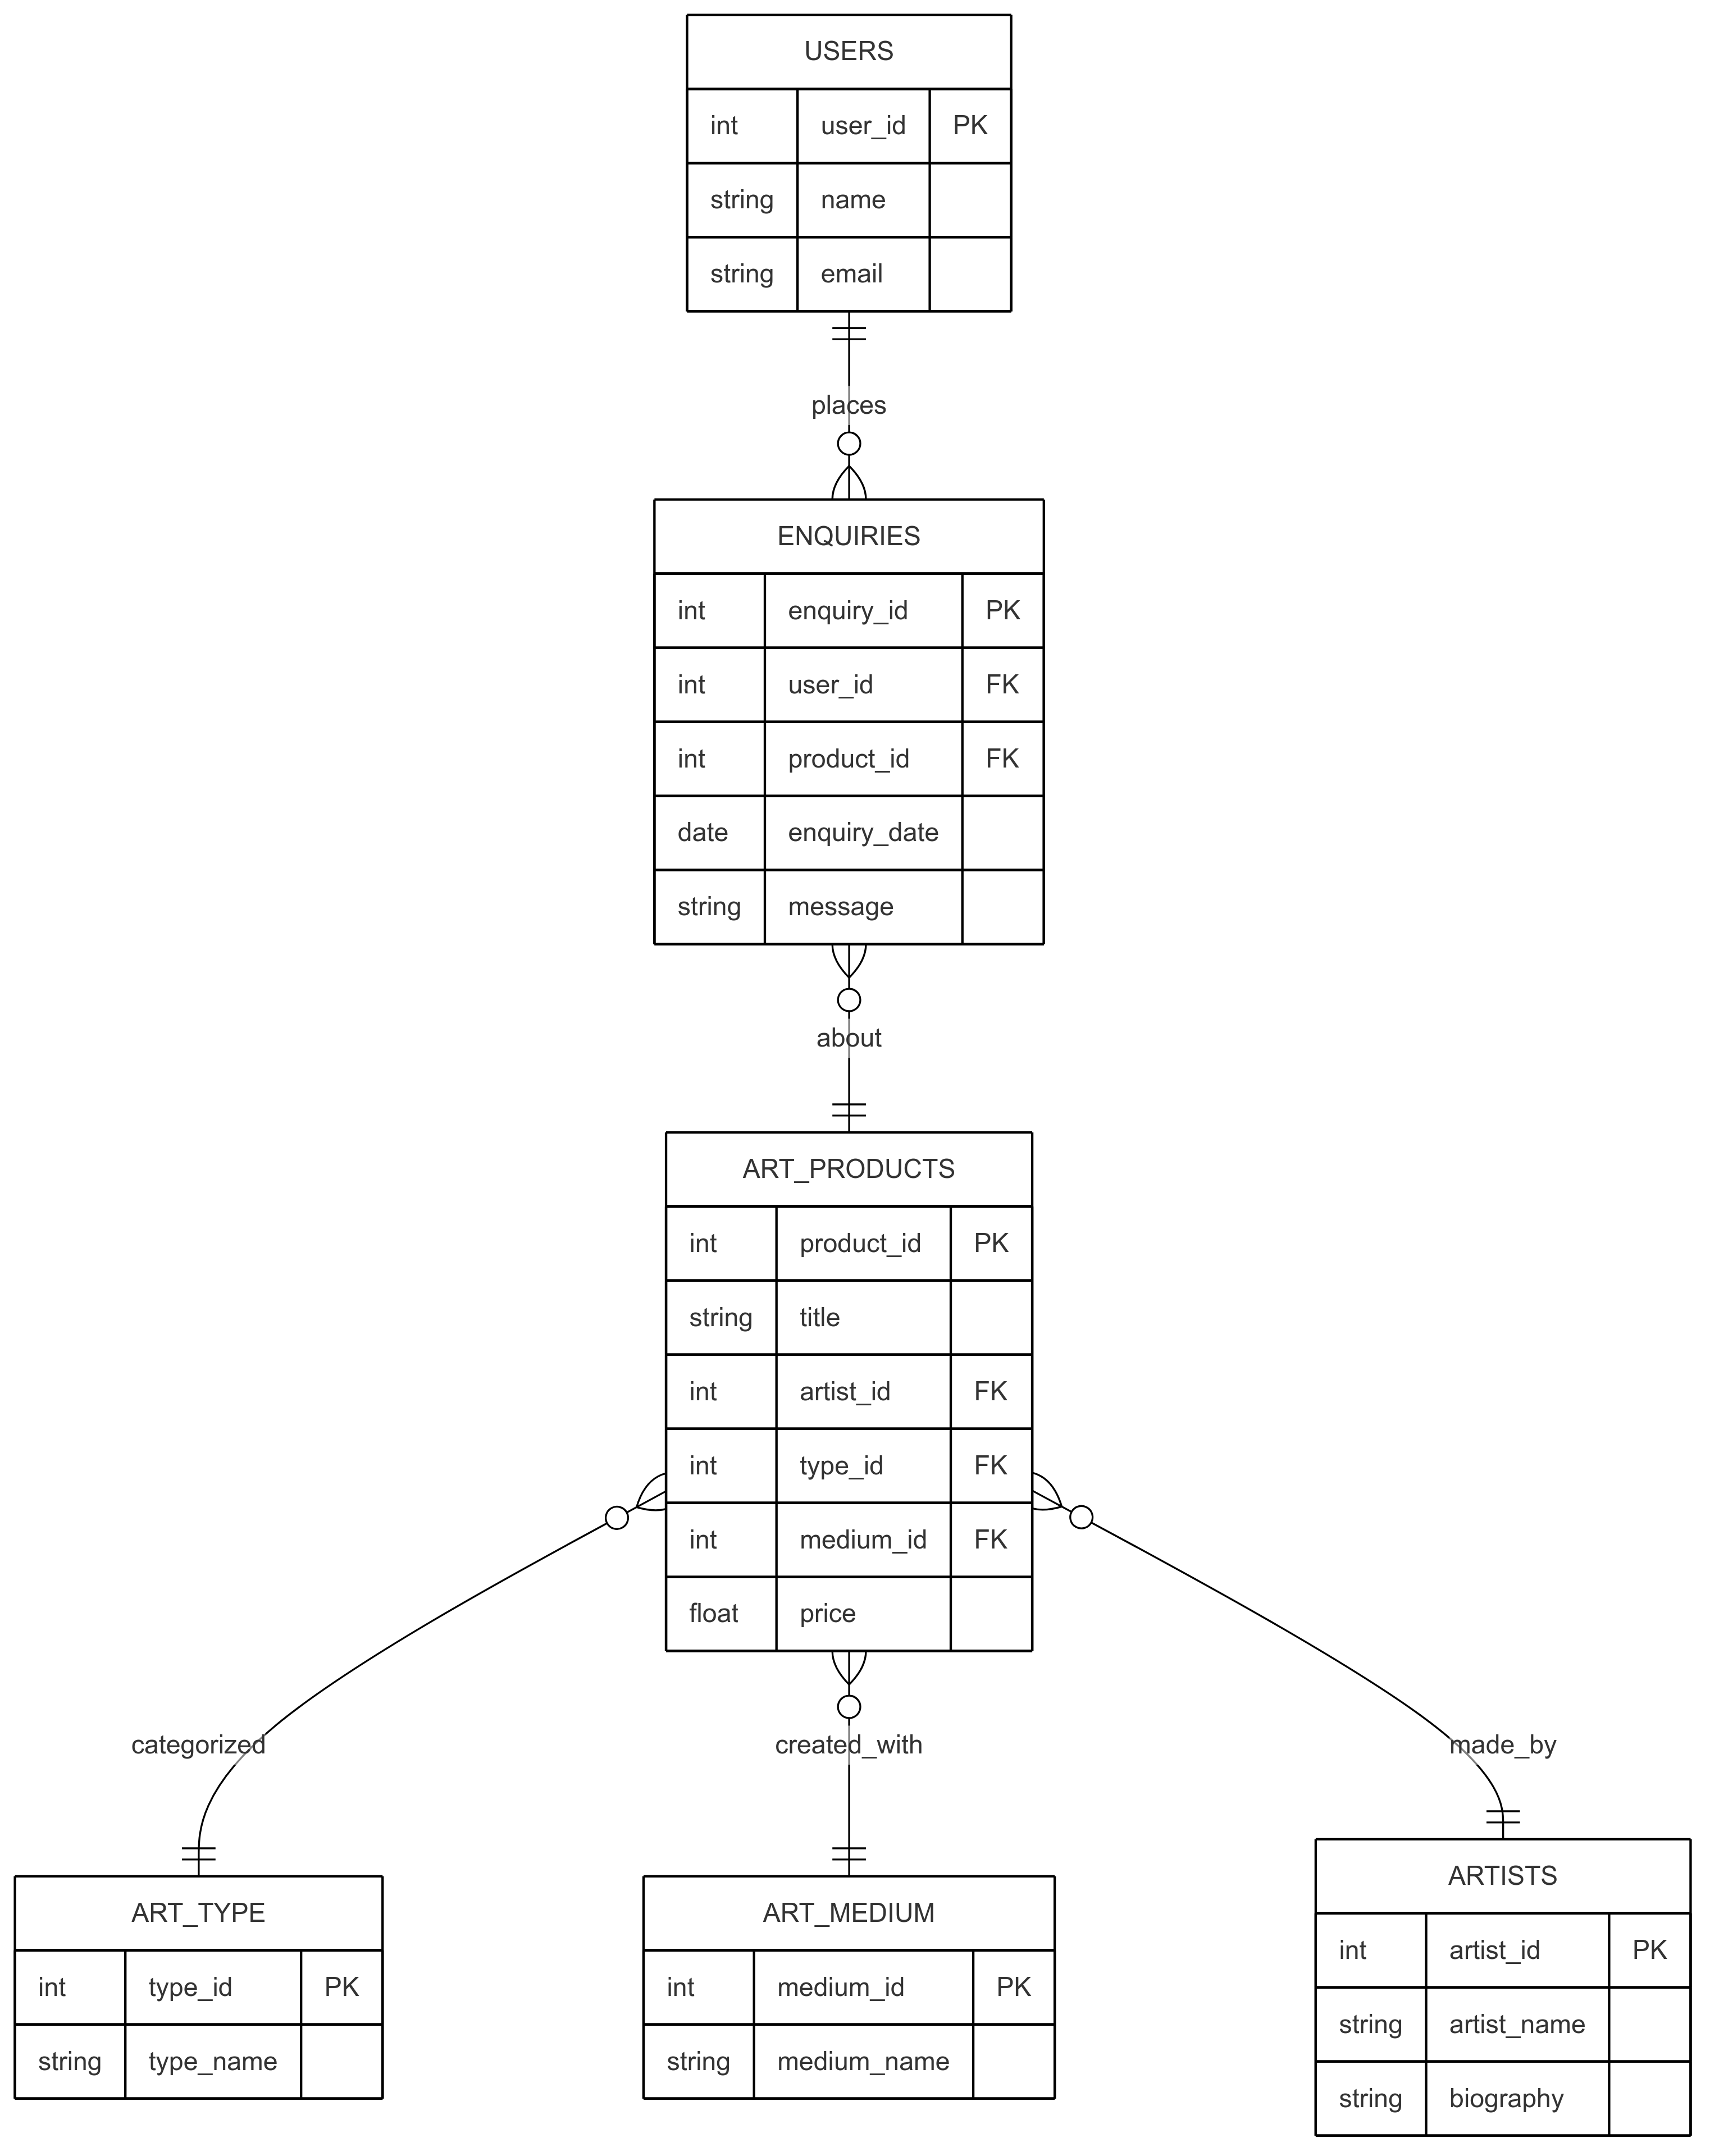 USERS
int user_id PK
string name
string email
places
ENQUIRIES
int enquiry_id PK
int user_id FK
int product_id FK
date enquiry_date
string message
about
ART_PRODUCTS
int product_id PK
string title
int artist_id FK
int type_id FK
int medium_id FK
float price
categorized
created_with
made_by
ART_TYPE
int type_id PK
string type_name
ART_MEDIUM
int medium_id PK
string medium_name
ARTISTS
int artist_id PK
string artist_name
string biography